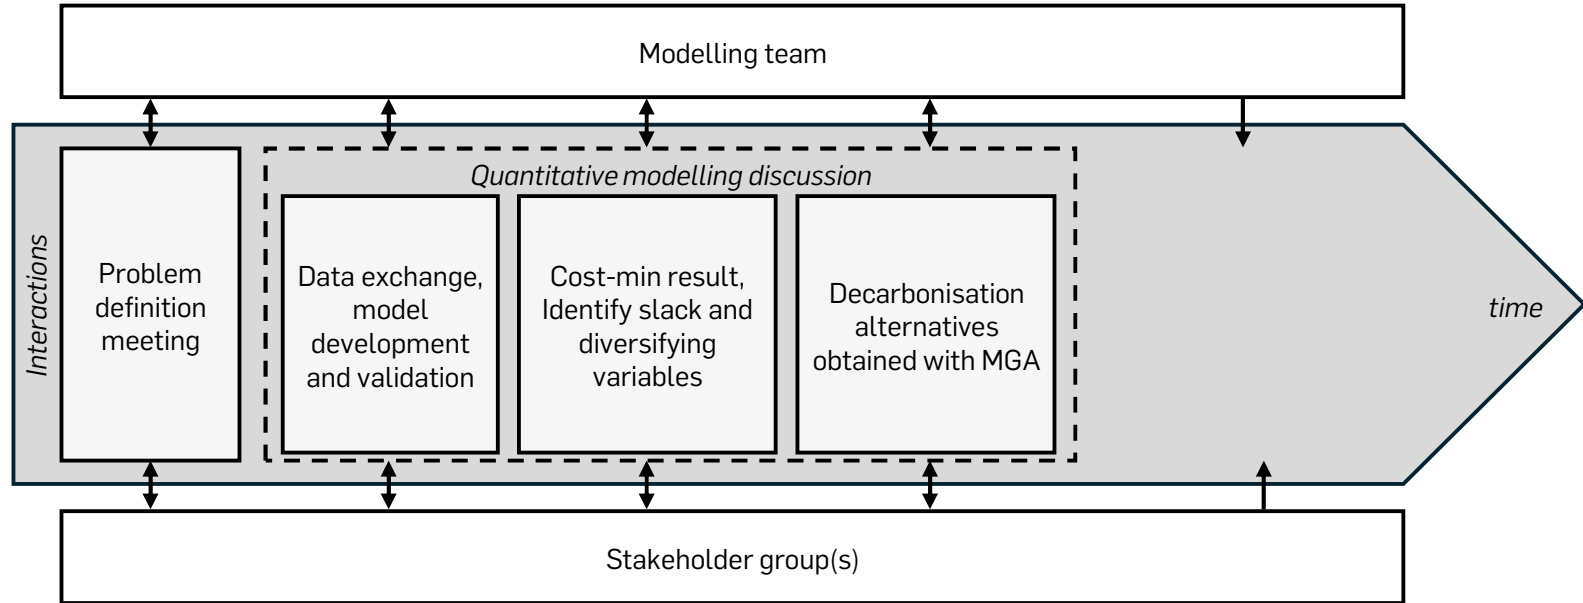 Modelling team
Quantitative modelling discussion
Interactions
Problem
definition
meeting
Data exchange,
model
development
and validation
Cost-min result,
Identify slack and
diversifying
variables
Decarbonisation
alternatives
obtained with MGA
time
Stakeholder group(s)